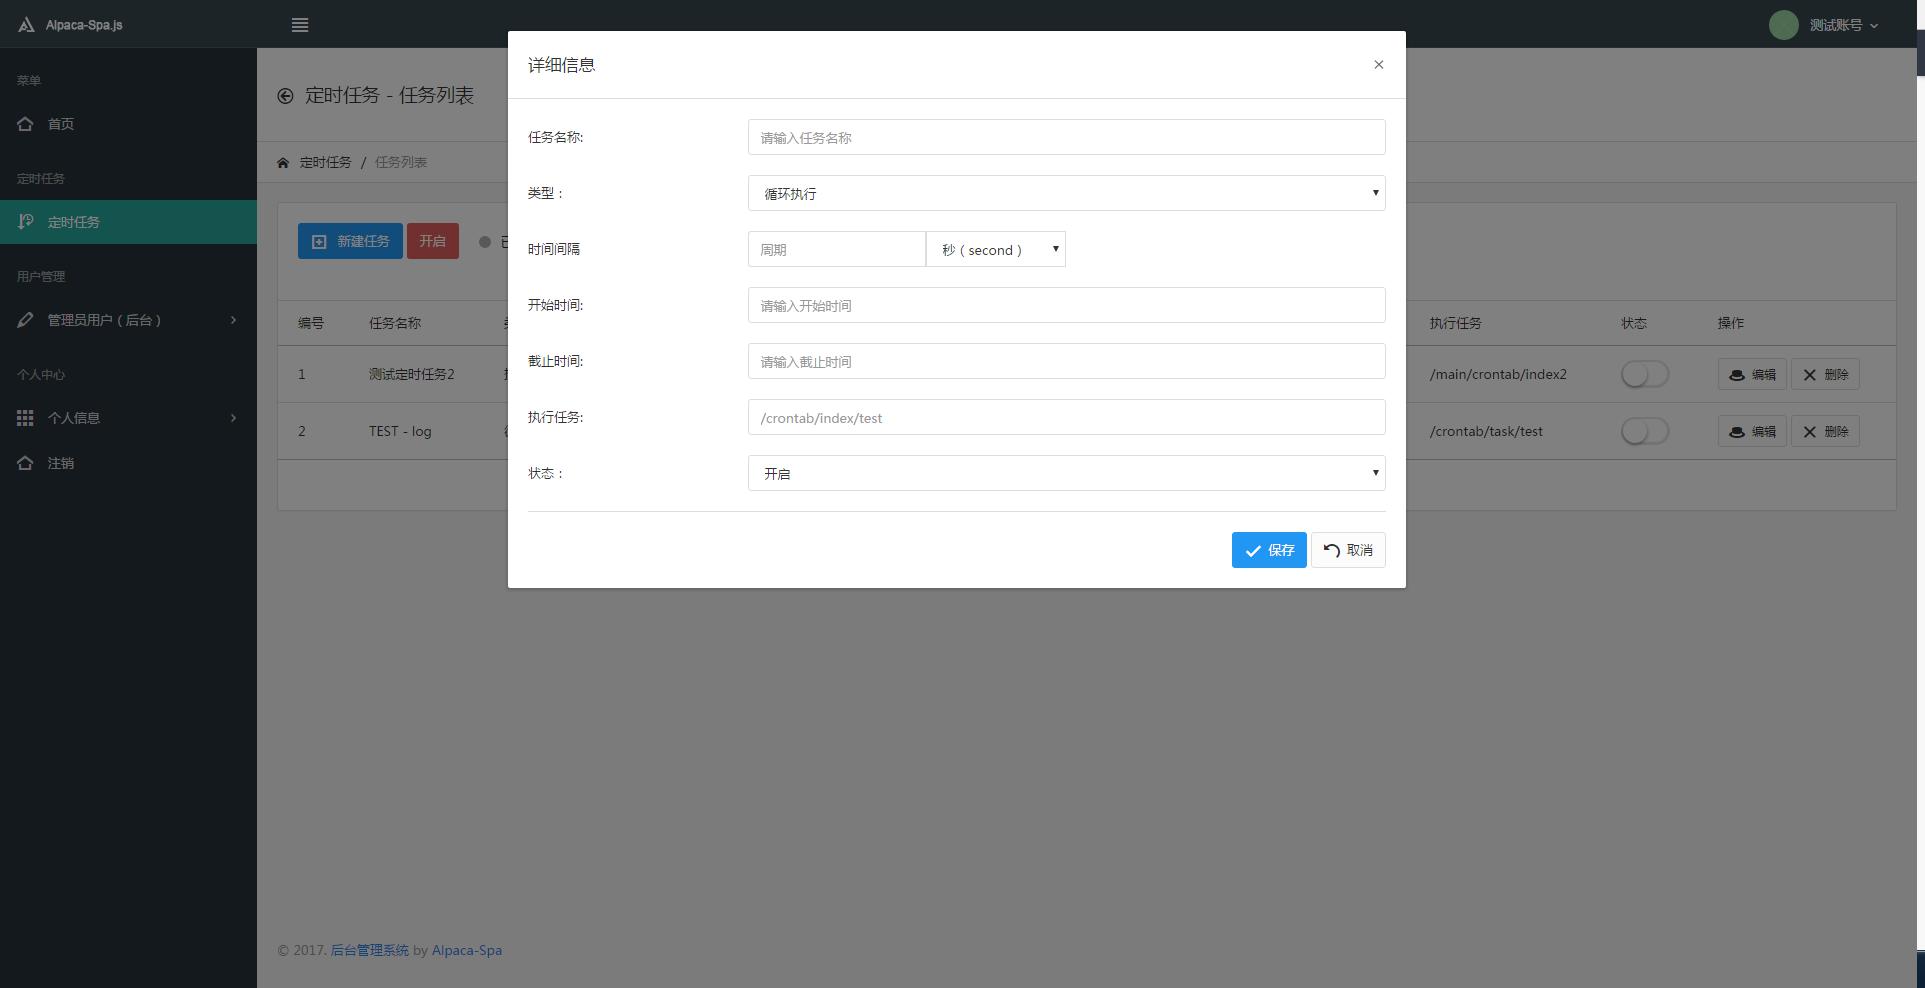 Alpaca-Spa.js
测试账号
菜单
首页
定时任务
定时任务
用户管理
管理员用户 ( 后台 )
个人中心
个人信息
注销
定时任务 - 任务列表
定时任务 / 任务列表
新建任务 开启
编号 任务名称 执行任务 状态 操作
1 测试定时任务2 /main/crontab/index2 编辑 删除
2 TEST - log /crontab/task/test 编辑 删除
详细信息 ×
任务名称: 请输入任务名称
类型 : 循环执行
时间间隔 周期 秒 ( second )
开始时间: 请输入开始时间
截止时间: 请输入截止时间
执行任务: /crontab/index/test
状态 : 开启
保存 取消
© 2017. 后台管理系统 by Alpaca-Spa